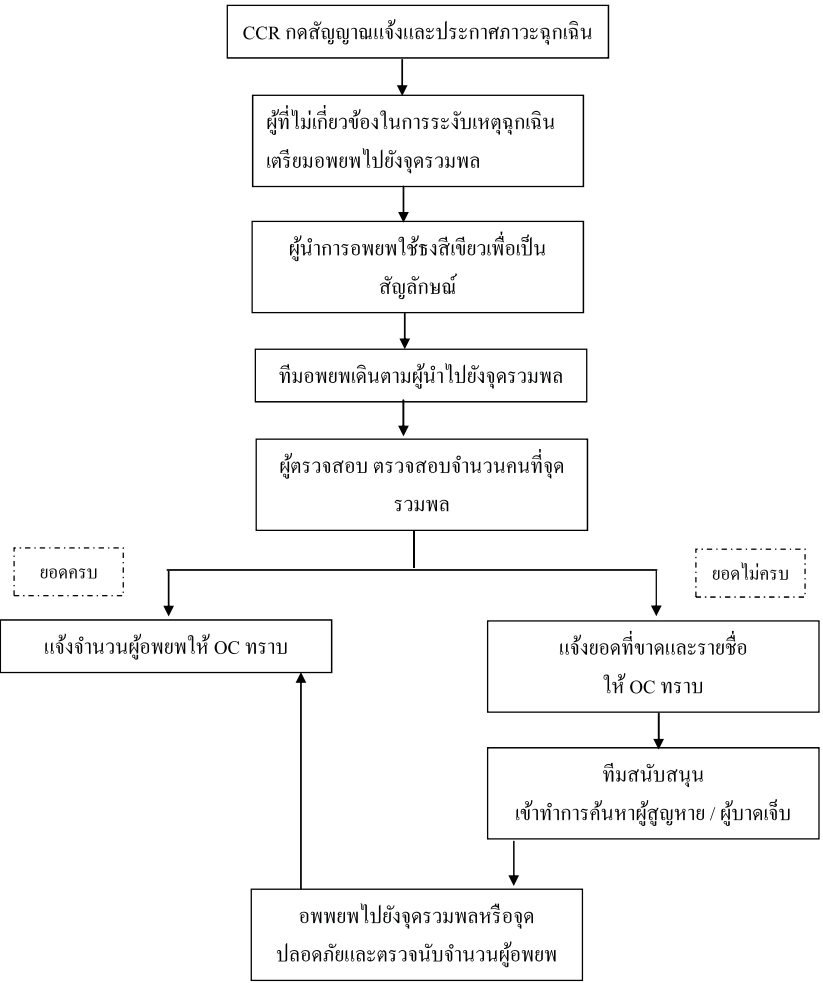 CCR กดสัญญาณแจ้งและประกาศภาวะฉุกเฉิน
ผู้ที่ไม่เกี่ยวข้องในการระงับเหตุฉุกเฉิน
เตรียมอพยพไปยังจุดรวมพล
ผู้นำการอพยพใช้ธงสีเขียวเพื่อเป็น
สัญลักษณ์
ทีมอพยพเดินตามผู้นำไปยังจุดรวมพล
ผู้ตรวจสอบ ตรวจสอบจำนวนคนที่จุด
รวมพล
ยอดครบ
ยอดไม่ครบ
แจ้งจำนวนผู้อพยพให้ OC ทราบ
แจ้งยอดที่ขาดและรายชื่อ
ให้ OC ทราบ
ทีมสนับสนุน
เข้าทำการค้นหาผู้สูญหาย / ผู้บาดเจ็บ
อพพยพไปยังจุดรวมพลหรือจุด
ปลอดภัยและตรวจนับจำนวนผู้อพยพ